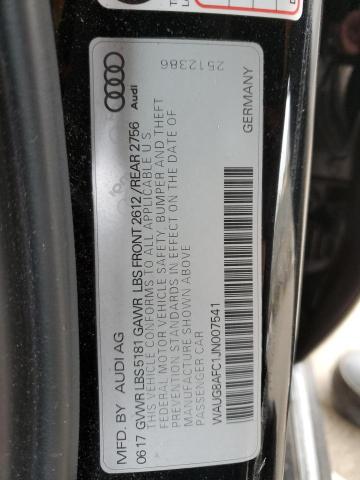 MFD. BY AUDI AG
06 17 GVWR LBS 5181 GAWR LBS FRONT 2612 / REAR 2756
THIS VEHICLE CONFORMS TO ALL APPLICABLE U S
FEDERAL MOTOR VEHICLE SAFETY, BUMPER AND THEFT
PREVENTION STANDARDS IN EFFECT ON THE DATE OF
MANUFACTURE SHOWN ABOVE
PASSENGER CAR
WAUG8AFC1JN007541
Audi
2512386
GERMANY